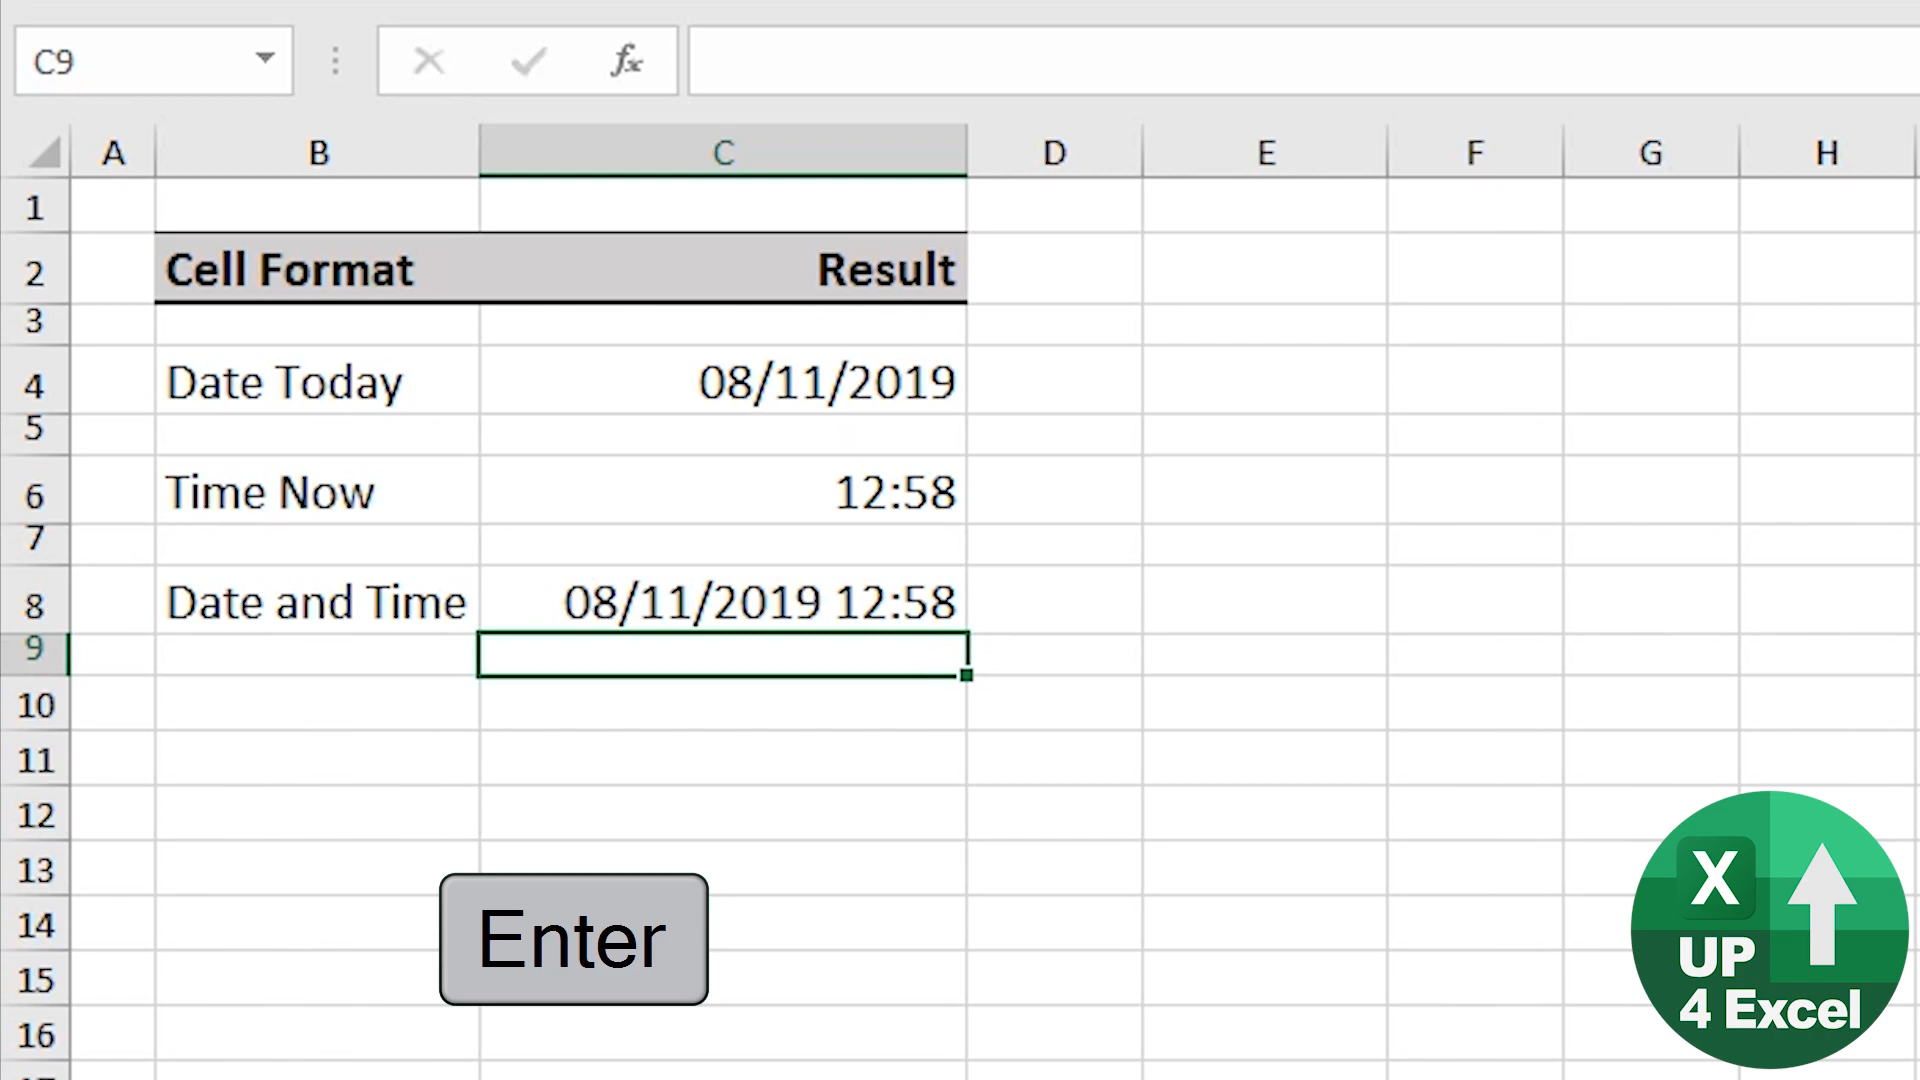 C9
fx
A B C D E F G H
1
2 Cell Format Result
3
4 Date Today 08/11/2019
5
6 Time Now 12:58
7
8 Date and Time 08/11/2019 12:58
9
10
11
12
13
14
15
16
Enter
X
UP
4 Excel